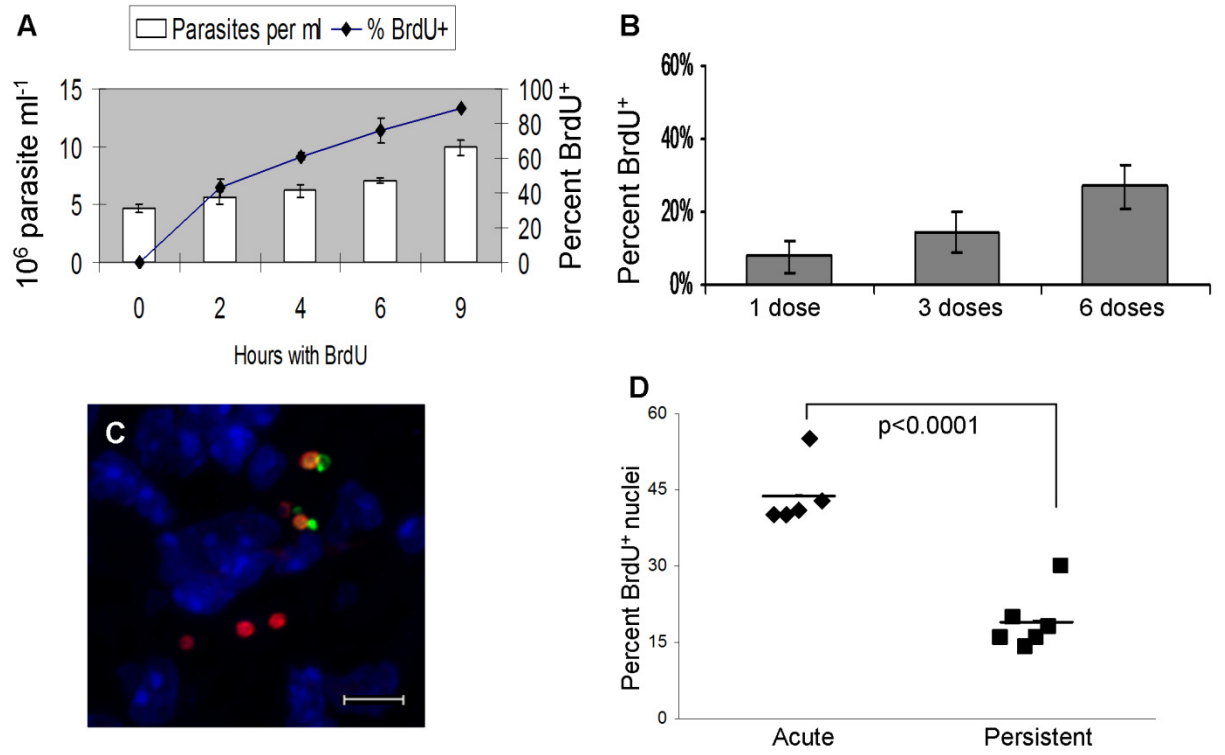 A
Parasites per ml
% BrdU+
10⁶ parasite ml⁻¹
15
10
5
0
100
80
60
40
20
0
Percent BrdU⁺
0 2 4 6 9
Hours with BrdU
B
Percent BrdU⁺
60%
40%
20%
0%
1 dose 3 doses 6 doses
C
D
Percent BrdU⁺ nuclei
60
45
30
15
0
p<0.0001
Acute Persistent